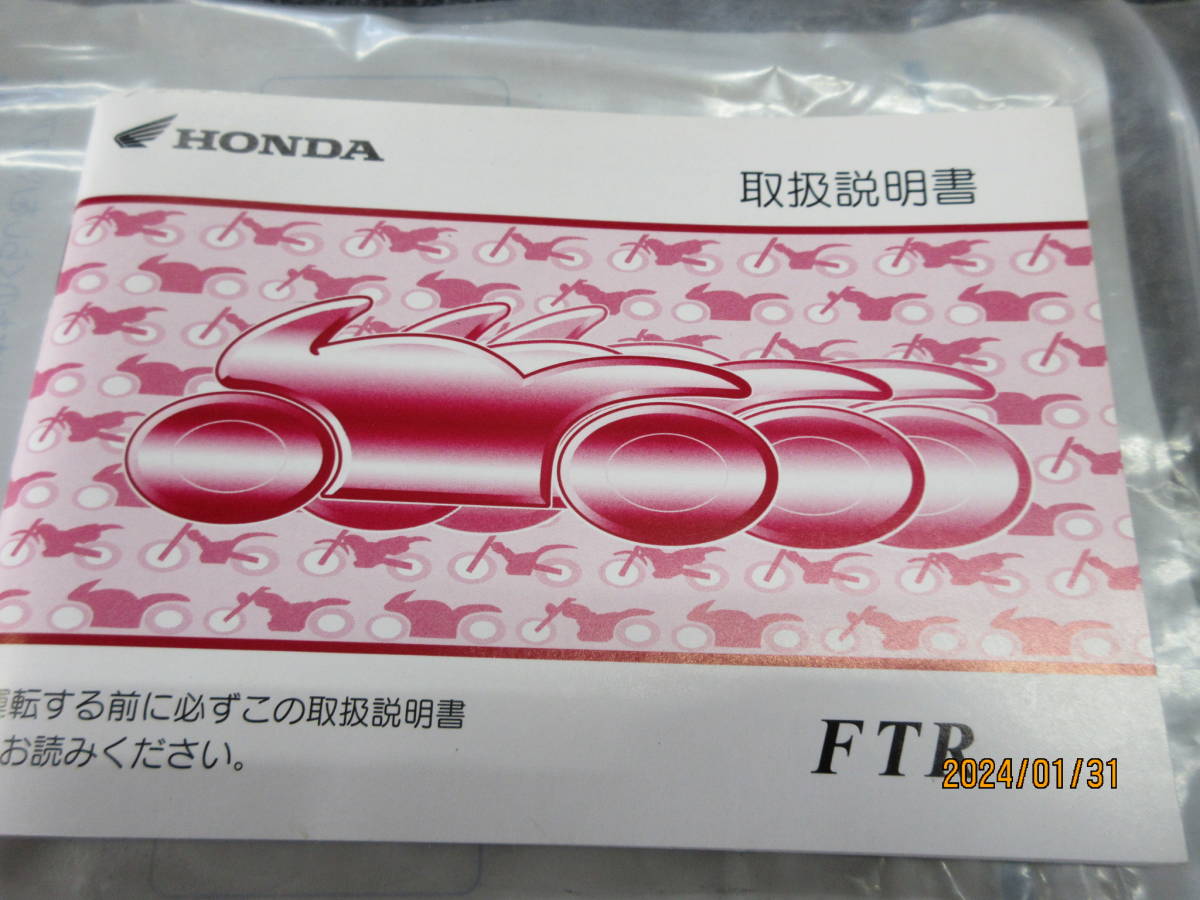 HONDA
取扱説明書
運転する前に必ずこの取扱説明書
お読みください。
FTR
2024/01/31